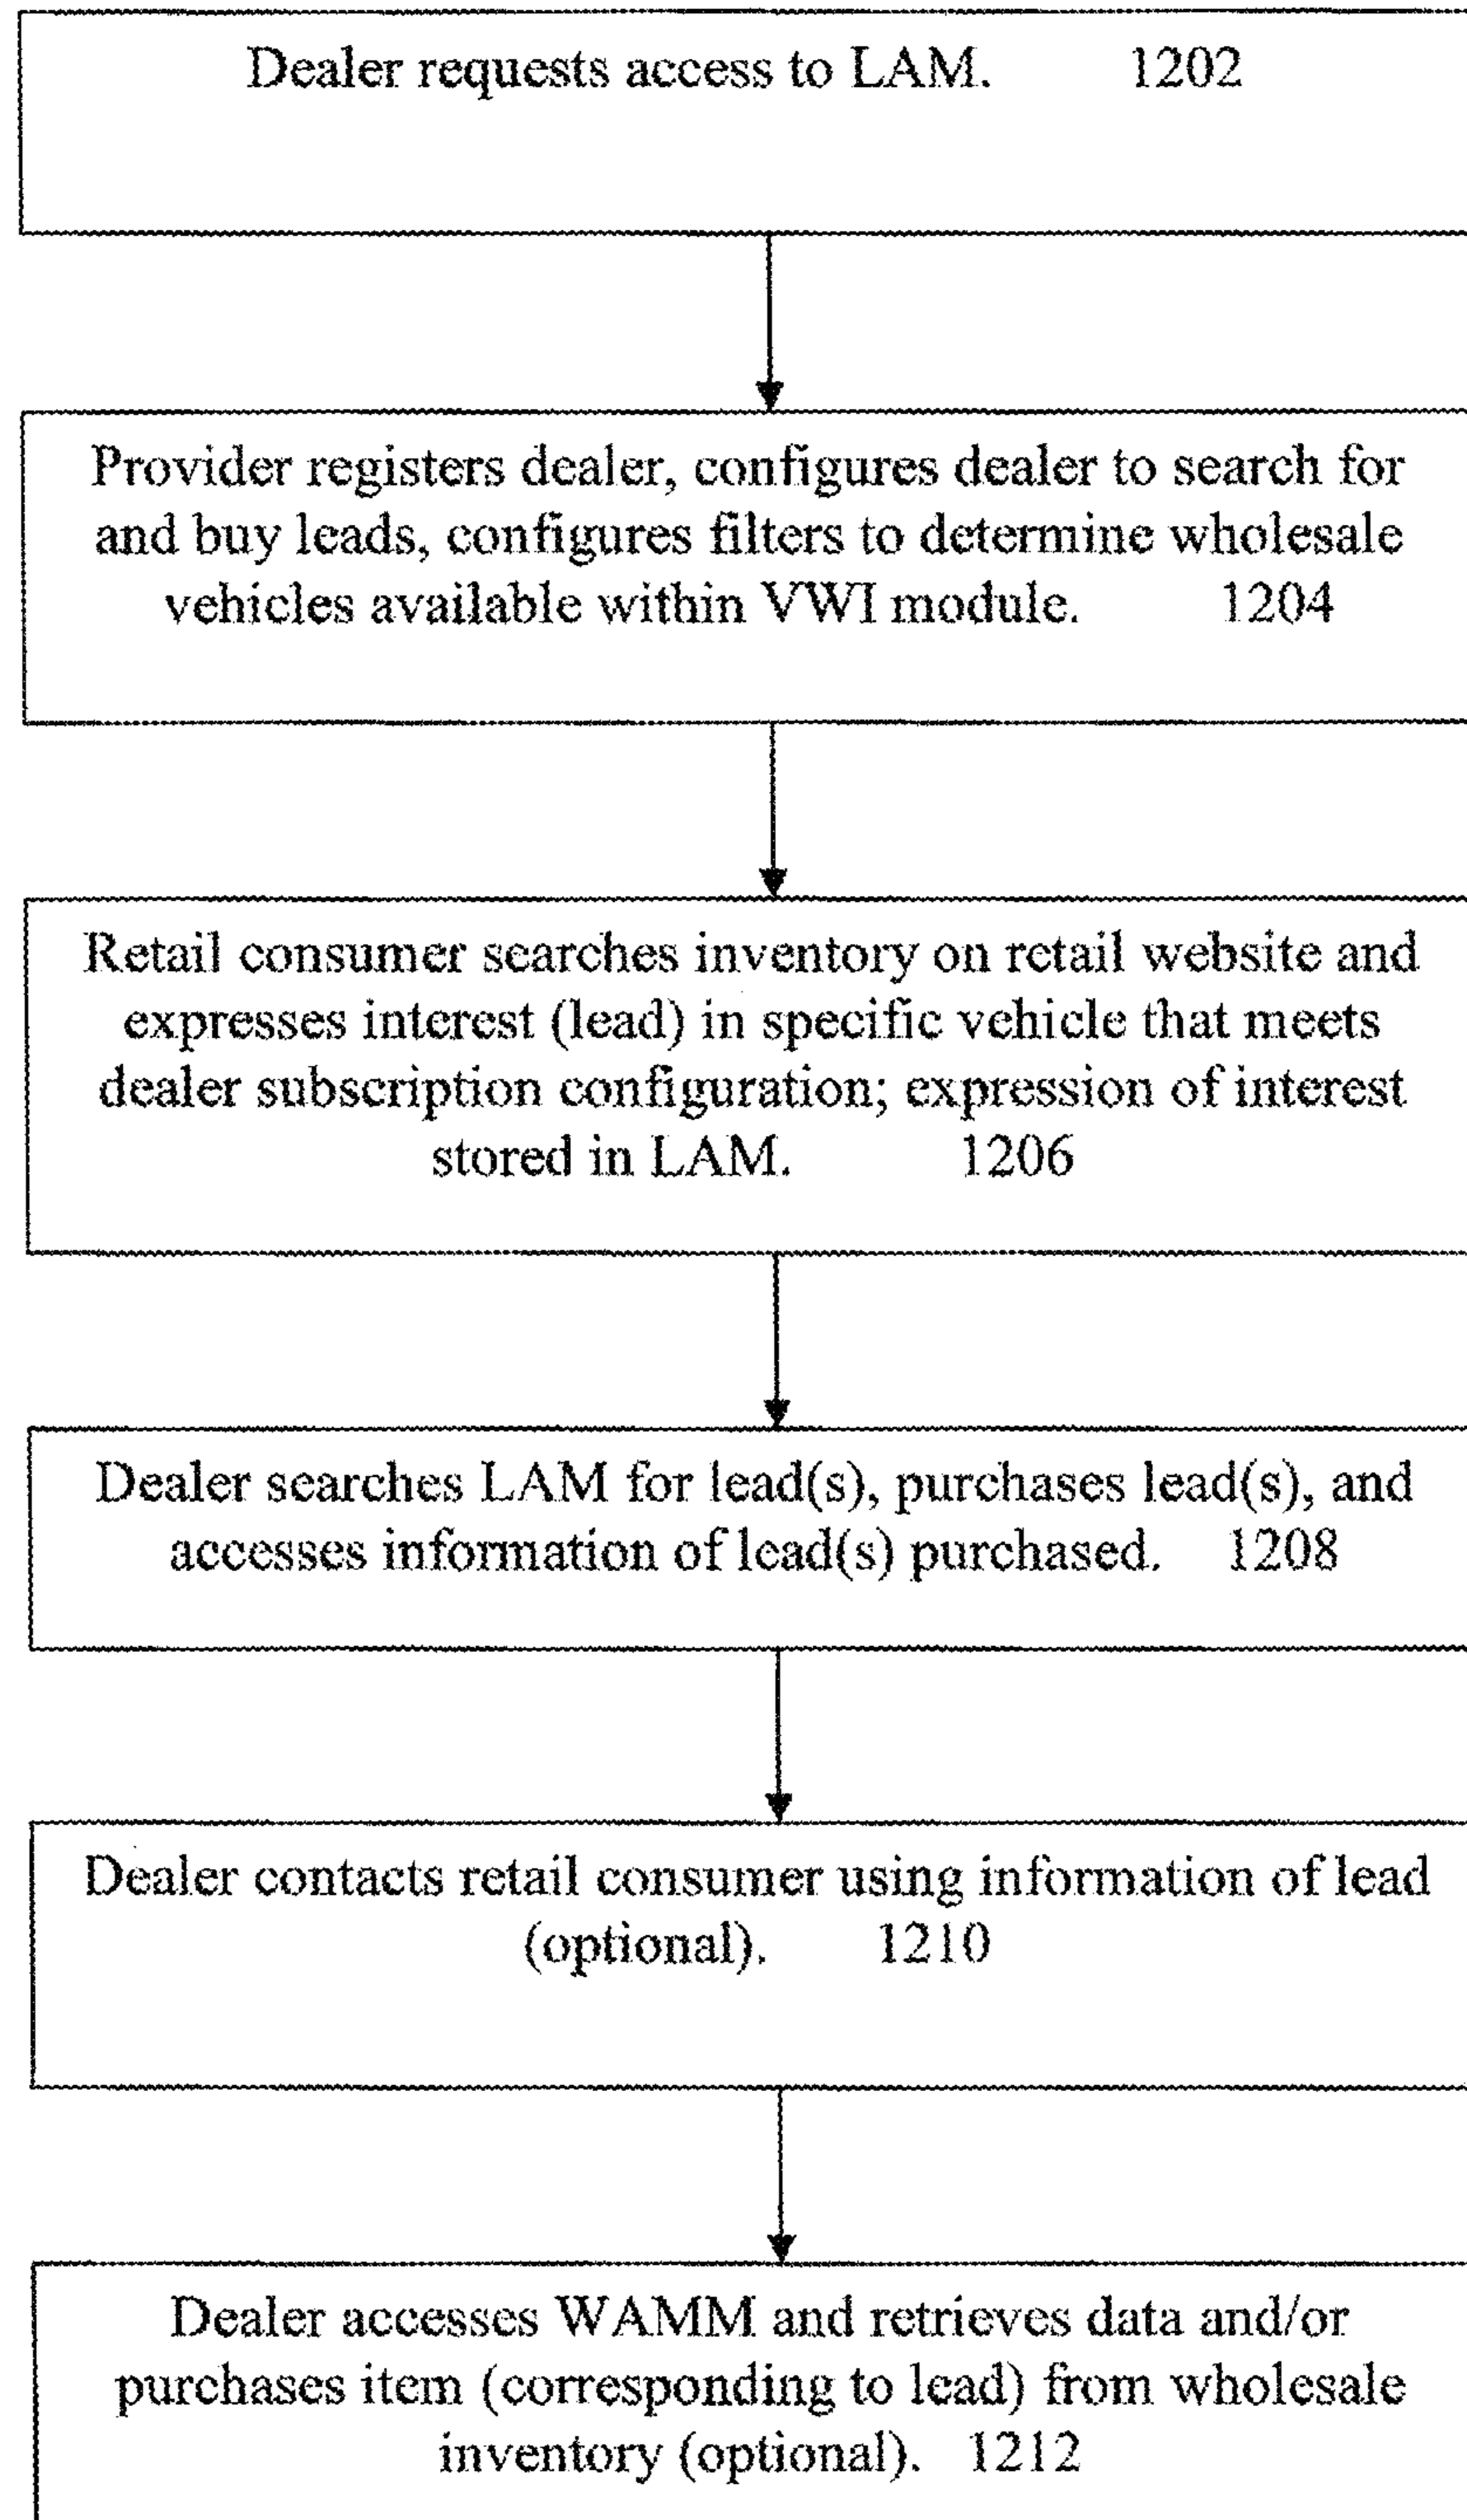 Dealer requests access to LAM. 1202
Provider registers dealer, configures dealer to search for
and buy leads, configures filters to determine wholesale
vehicles available within VWI module. 1204
Retail consumer searches inventory on retail website and
expresses interest (lead) in specific vehicle that meets
dealer subscription configuration; expression of interest
stored in LAM. 1206
Dealer searches LAM for lead(s), purchases lead(s), and
accesses information of lead(s) purchased. 1208
Dealer contacts retail consumer using information of lead
(optional). 1210
Dealer accesses WAMM and retrieves data and/or
purchases item (corresponding to lead) from wholesale
inventory (optional). 1212